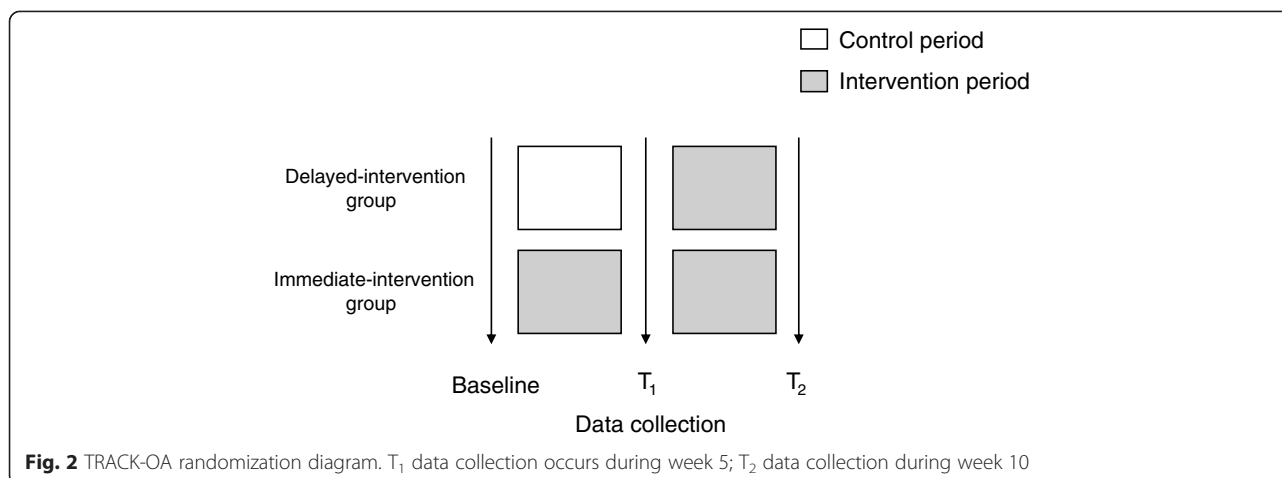 Control period
Intervention period
Delayed-intervention
group
Immediate-intervention
group
Baseline T₁ T₂
Data collection
Fig. 2 TRACK-OA randomization diagram. T₁ data collection occurs during week 5; T₂ data collection during week 10